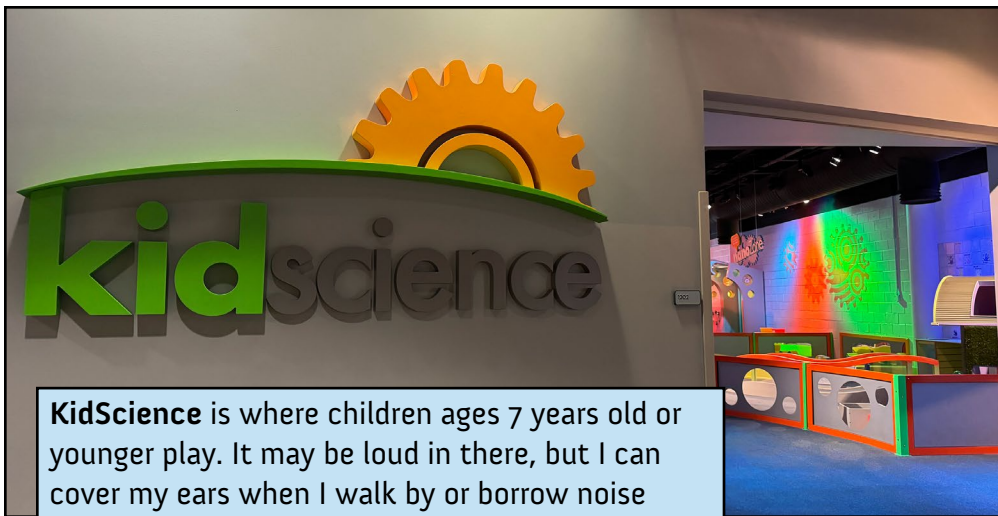 kidscience
KidScience is where children ages 7 years old or
younger play. It may be loud in there, but I can
cover my ears when I walk by or borrow noise